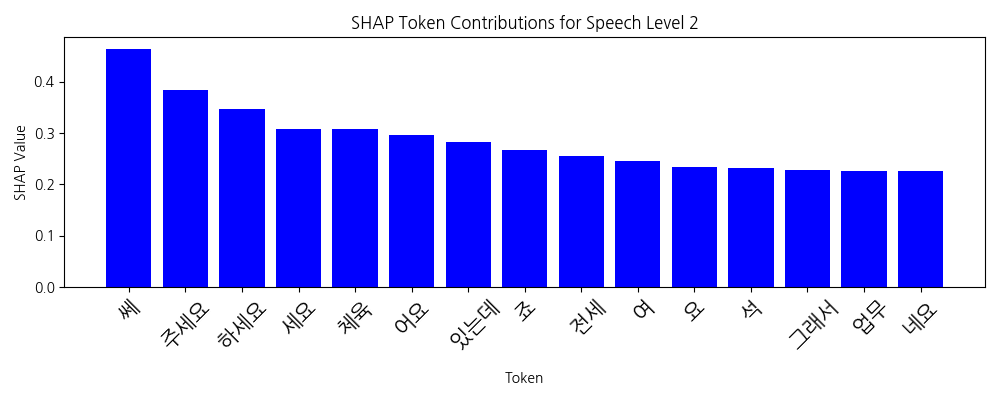 SHAP Token Contributions for Speech Level 2
SHAP Value
0.4
0.3
0.2
0.1
0.0
쎄 주세요 하세요 세요 체육 어요 있는데 죠 전세 여 요 석 그래서 업무 네요
Token